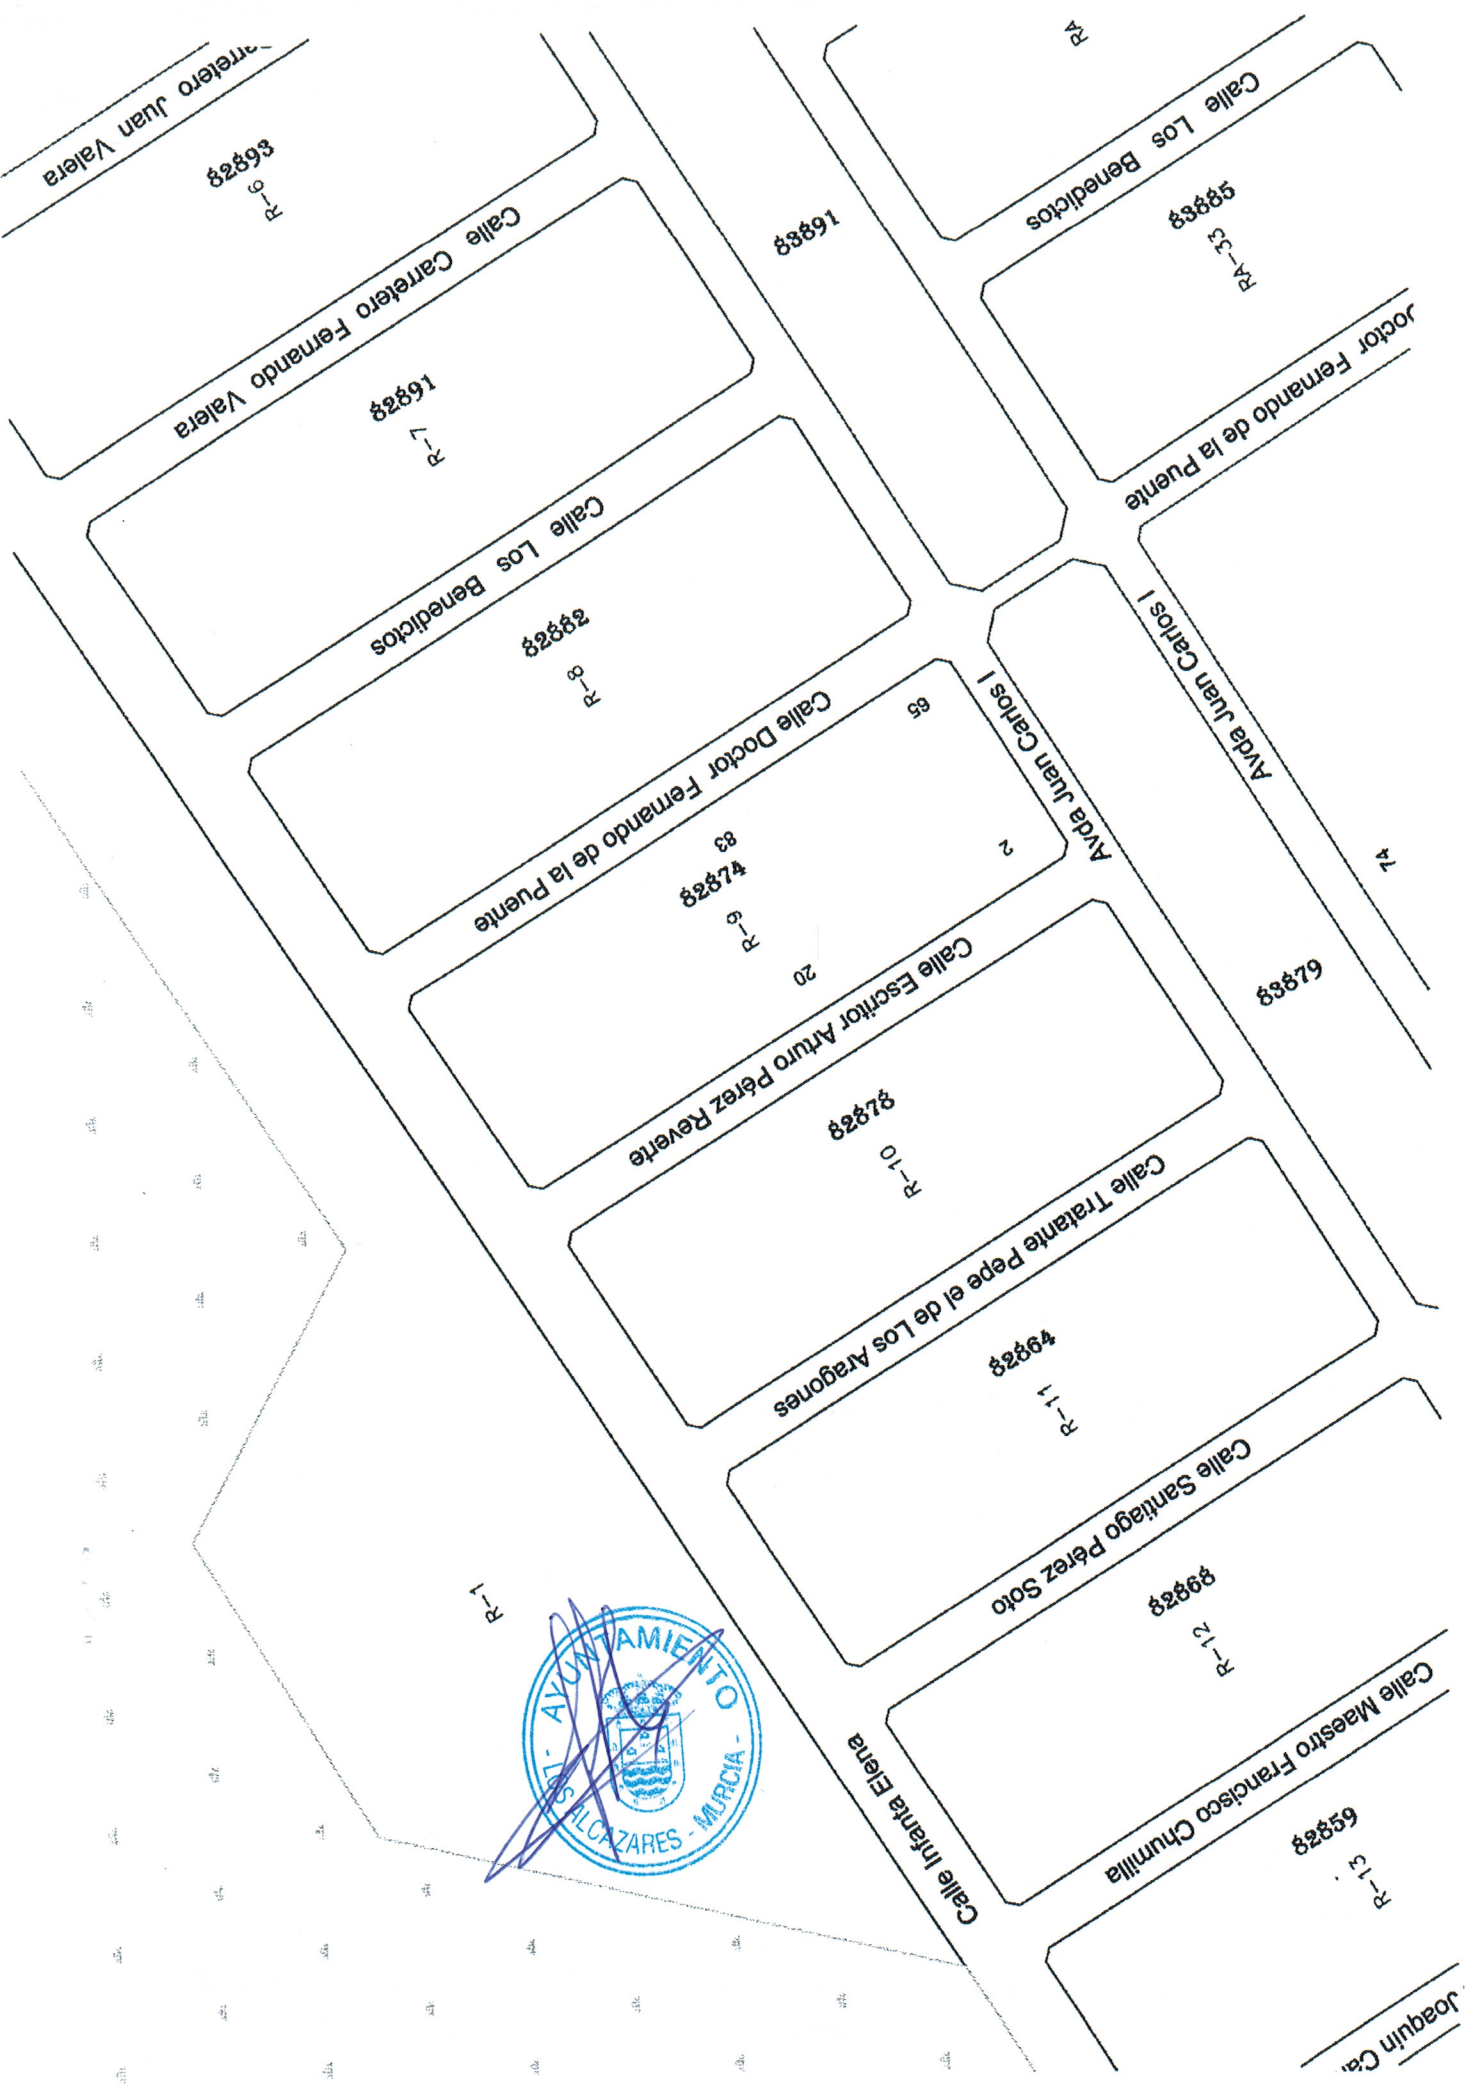 RA
Carretero Juan Valera
Calle Los Benedictos
82893
R-6
83885
RA-33
Calle Carretero Fernando Valera
83891
Doctor Fernando de la Puente
82891
R-7
Calle Los Benedictos
82882
R-8
Avda Juan Carlos I
Avda Juan Carlos I
Calle Doctor Fernando de la Puente
65
83
82874
R-9
2
20
74
Calle Escritor Arturo Pérez Reverte
83879
82878
R-10
Calle Tratante Pepe el de Los Aragones
82864
R-11
Calle Santiago Pérez Soto
82868
R-12
R-1
- AYUNTAMIENTO -
LOS ALCAZARES - MURCIA
Calle Infanta Elena
Calle Maestro Francisco Chumilla
82859
R-13
Joaquín Ca